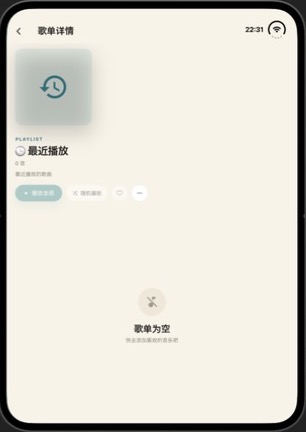 歌单详情
22:31
PLAYLIST
最近播放
0 首
最近播放的歌曲
播放全部
随机播放
歌单为空
快去添加喜欢的音乐吧